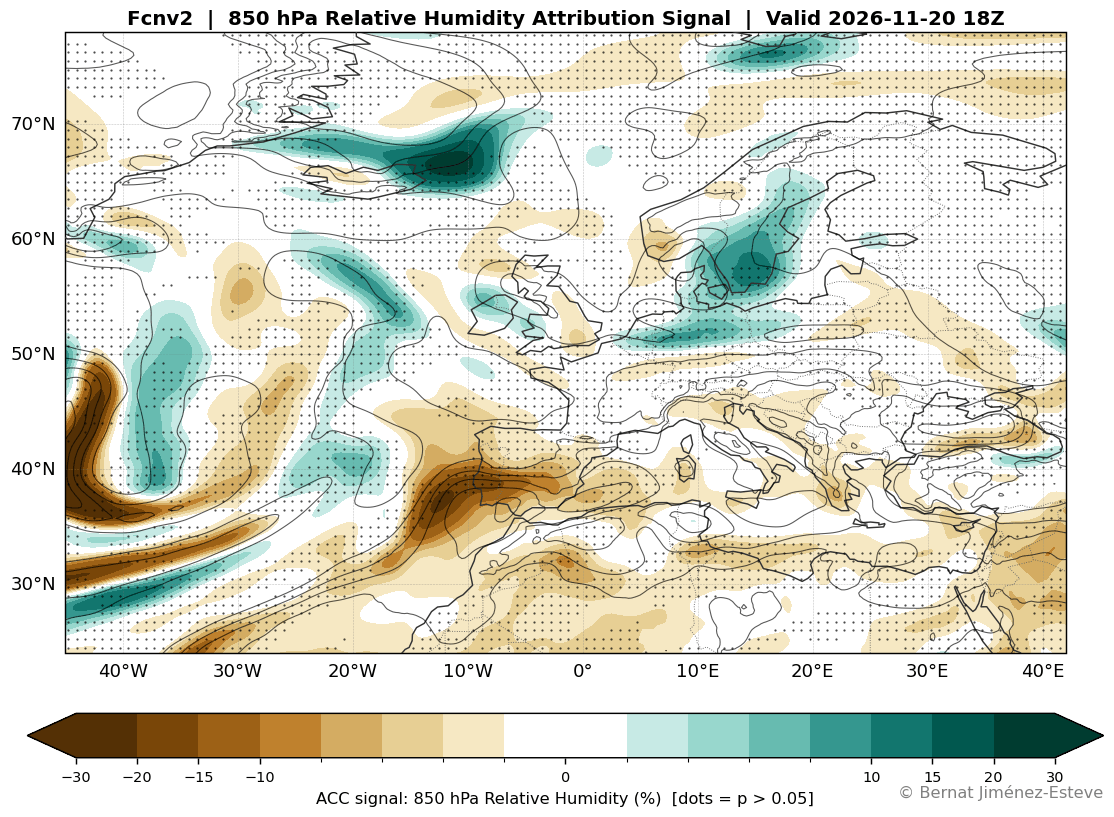 Fcnv2 | 850 hPa Relative Humidity Attribution Signal | Valid 2026-11-20 18Z
70°N
60°N
50°N
40°N
30°N
40°W 30°W 20°W 10°W 0° 10°E 20°E 30°E 40°E
−30 −20 −15 −10 0 10 15 20 30
ACC signal: 850 hPa Relative Humidity (%) [dots = p > 0.05]
© Bernat Jiménez-Esteve